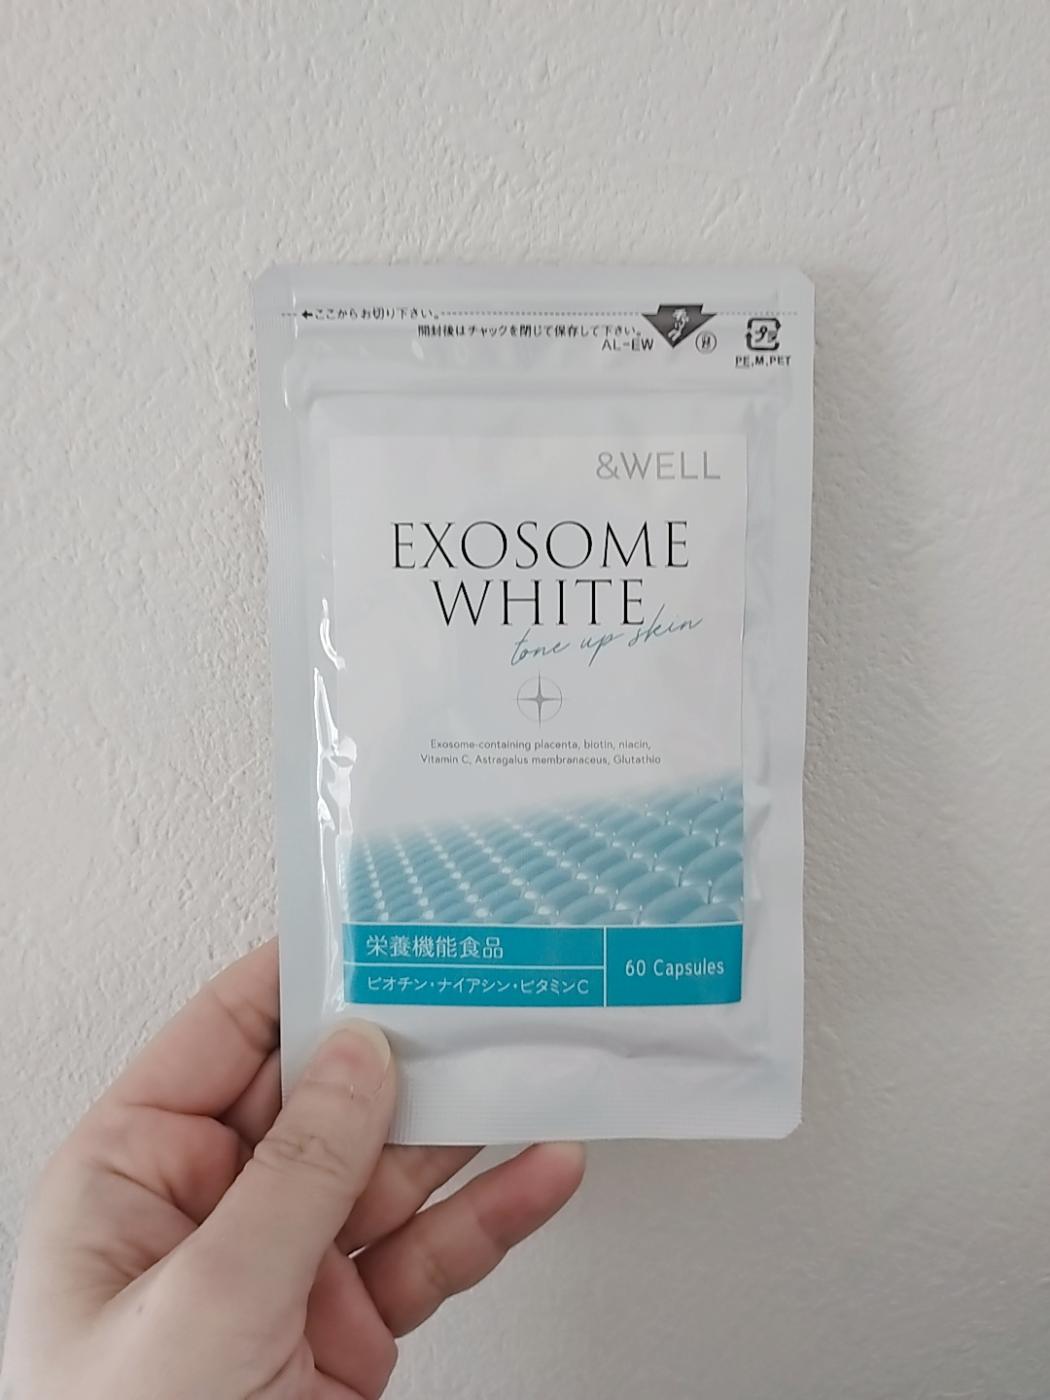 ←ここからお切り下さい。
開封後はチャックを閉じて保存して下さい。
AL-EW
プラ
PE,M,PET
&WELL
EXOSOME
WHITE
tone up skin
Exosome-containing placenta, biotin, niacin,
Vitamin C, Astragalus membranaceus, Glutathio
栄養機能食品
ビオチン・ナイアシン・ビタミンC
60 Capsules